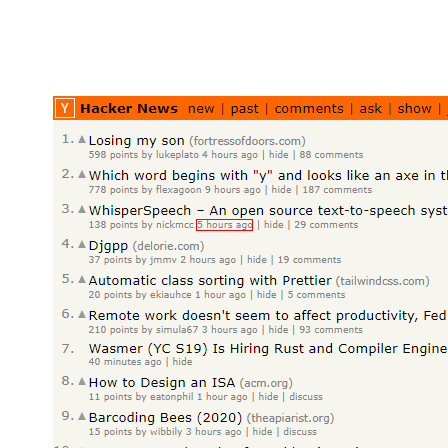 Y Hacker News new | past | comments | ask | show |
1. Losing my son (fortressofdoors.com)
598 points by lukeplato 4 hours ago | hide | 88 comments
2. Which word begins with "y" and looks like an axe in
778 points by flexagoon 9 hours ago | hide | 187 comments
3. WhisperSpeech – An open source text-to-speech syst
138 points by nickmcc 5 hours ago | hide | 29 comments
4. Djgpp (delorie.com)
37 points by jmmv 2 hours ago | hide | 19 comments
5. Automatic class sorting with Prettier (tailwindcss.com)
20 points by ekiauhce 1 hour ago | hide | 5 comments
6. Remote work doesn't seem to affect productivity, Fed
210 points by simula67 3 hours ago | hide | 93 comments
7. Wasmer (YC S19) Is Hiring Rust and Compiler Engine
40 minutes ago | hide
8. How to Design an ISA (acm.org)
11 points by eatonphil 1 hour ago | hide | discuss
9. Barcoding Bees (2020) (theapiarist.org)
15 points by wibbily 3 hours ago | hide | discuss